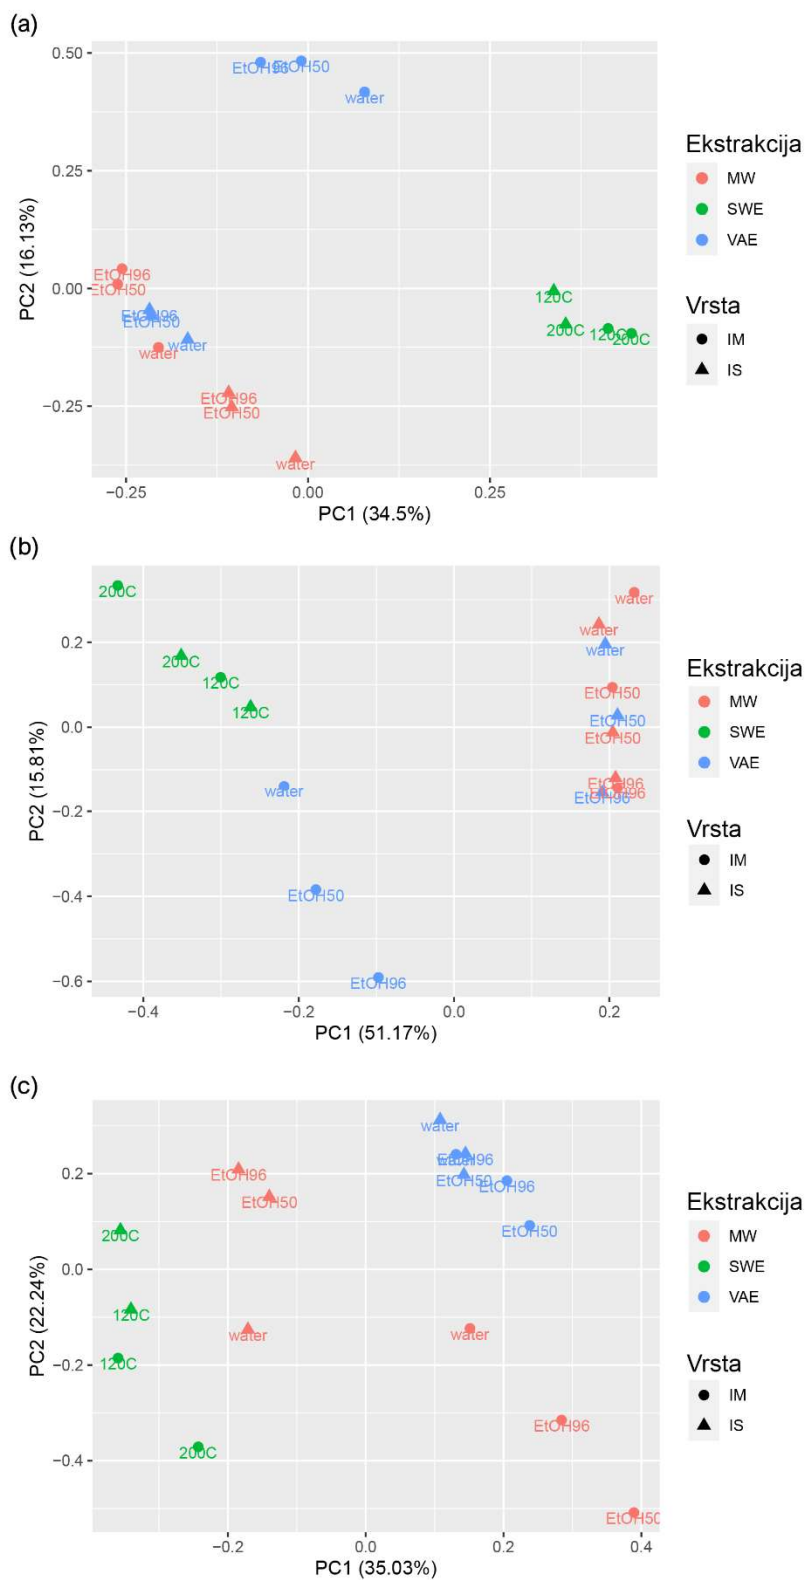 (a)
0.50
0.25
0.00
−0.25
PC2 (16.13%)
EtOH96
EtOH50
water
EtOH96
EtOH50
EtOH96
EtOH50
water
water
EtOH96
EtOH50
water
120C
200C
120C
200C
−0.25
0.00
0.25
PC1 (34.5%)
Ekstrakcija
MW
SWE
VAE
Vrsta
IM
IS
(b)
0.2
0.0
−0.2
−0.4
−0.6
PC2 (15.81%)
200C
200C
120C
120C
water
EtOH50
EtOH96
water
water
water
EtOH50
EtOH50
EtOH50
EtOH96
EtOH96
EtOH96
−0.4
−0.2
0.0
0.2
PC1 (51.17%)
Ekstrakcija
MW
SWE
VAE
Vrsta
IM
IS
(c)
0.2
0.0
−0.2
−0.4
PC2 (22.24%)
water
water
EtOH96
EtOH50
EtOH96
EtOH50
EtOH96
EtOH50
200C
120C
120C
200C
water
water
EtOH96
EtOH50
−0.2
0.0
0.2
0.4
PC1 (35.03%)
Ekstrakcija
MW
SWE
VAE
Vrsta
IM
IS